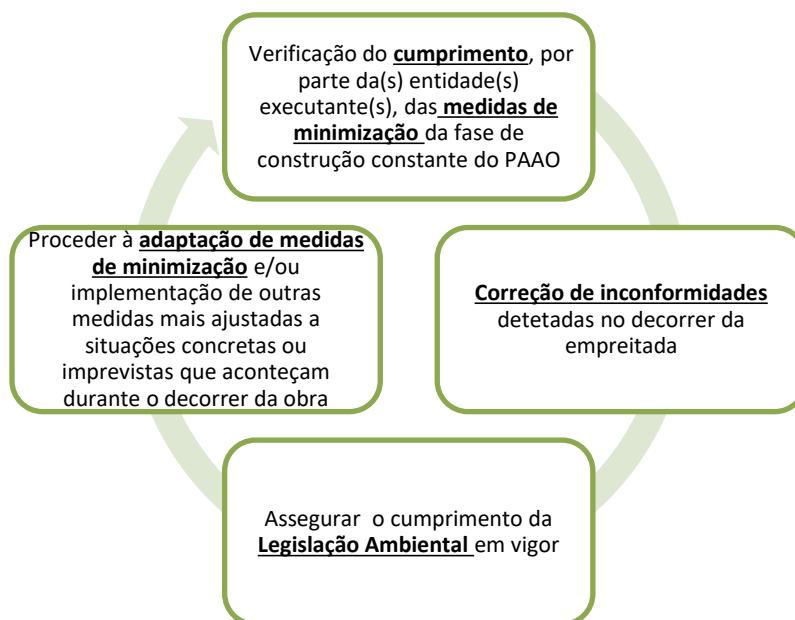 Verificação do cumprimento, por
parte da(s) entidade(s)
executante(s), das medidas de
minimização da fase de
construção constante do PAAO
Correção de inconformidades
detetadas no decorrer da
empreitada
Assegurar o cumprimento da
Legislação Ambiental em vigor
Proceder à adaptação de medidas
de minimização e/ou
implementação de outras
medidas mais ajustadas a
situações concretas ou
imprevistas que aconteçam
durante o decorrer da obra